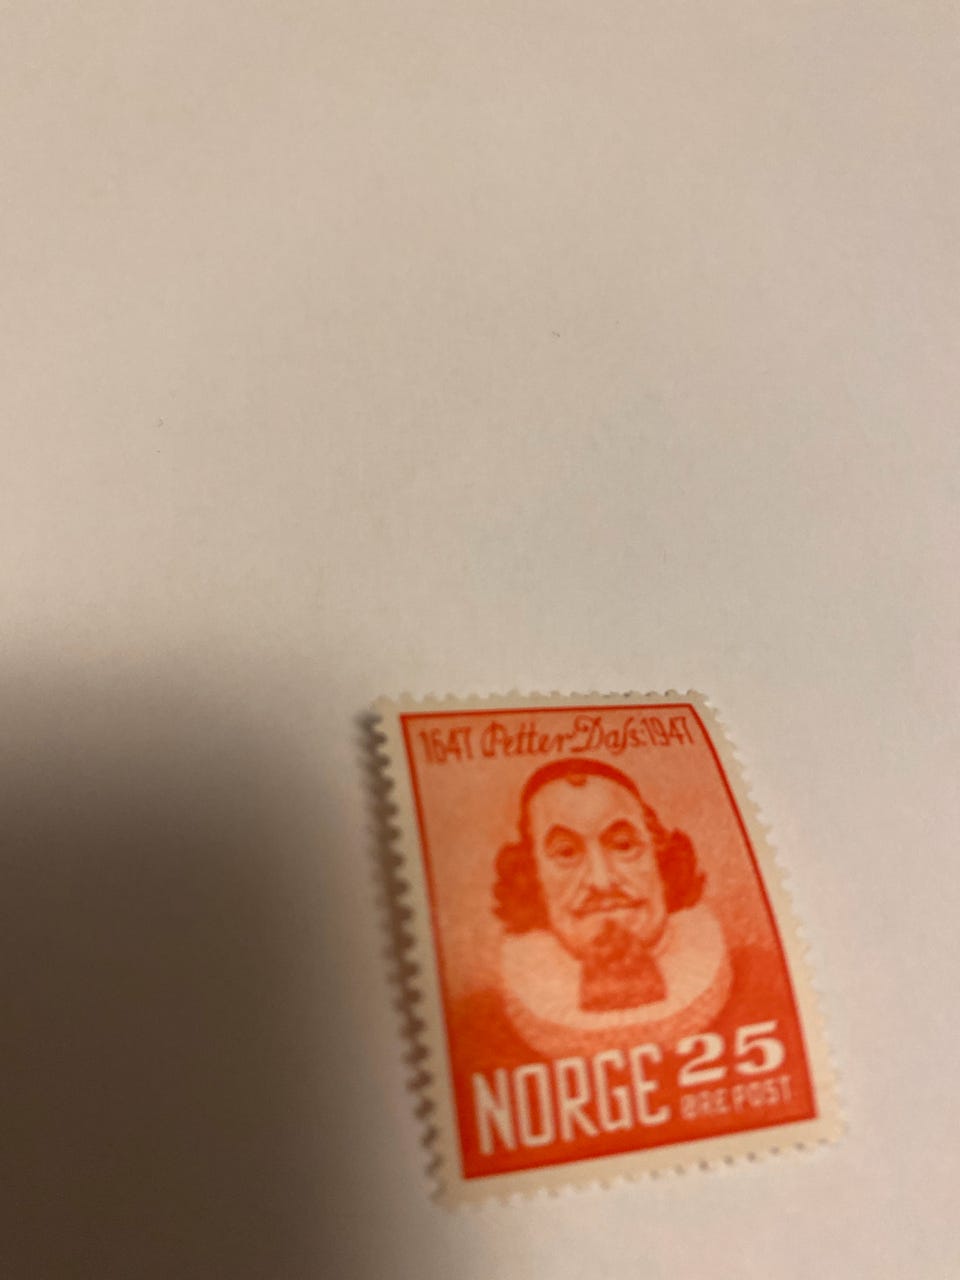 1647 Petter Dass 1947
NORGE 25
ØRE POST